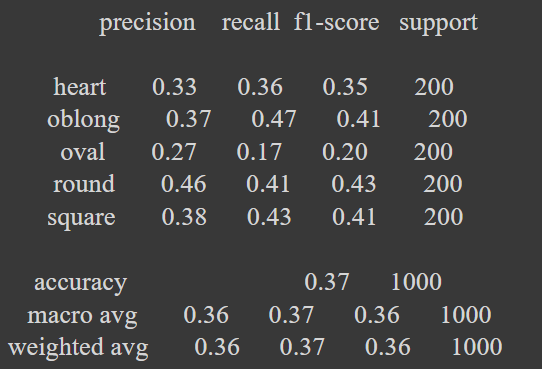 precision recall f1-score support
heart 0.33 0.36 0.35 200
oblong 0.37 0.47 0.41 200
oval 0.27 0.17 0.20 200
round 0.46 0.41 0.43 200
square 0.38 0.43 0.41 200
accuracy 0.37 1000
macro avg 0.36 0.37 0.36 1000
weighted avg 0.36 0.37 0.36 1000